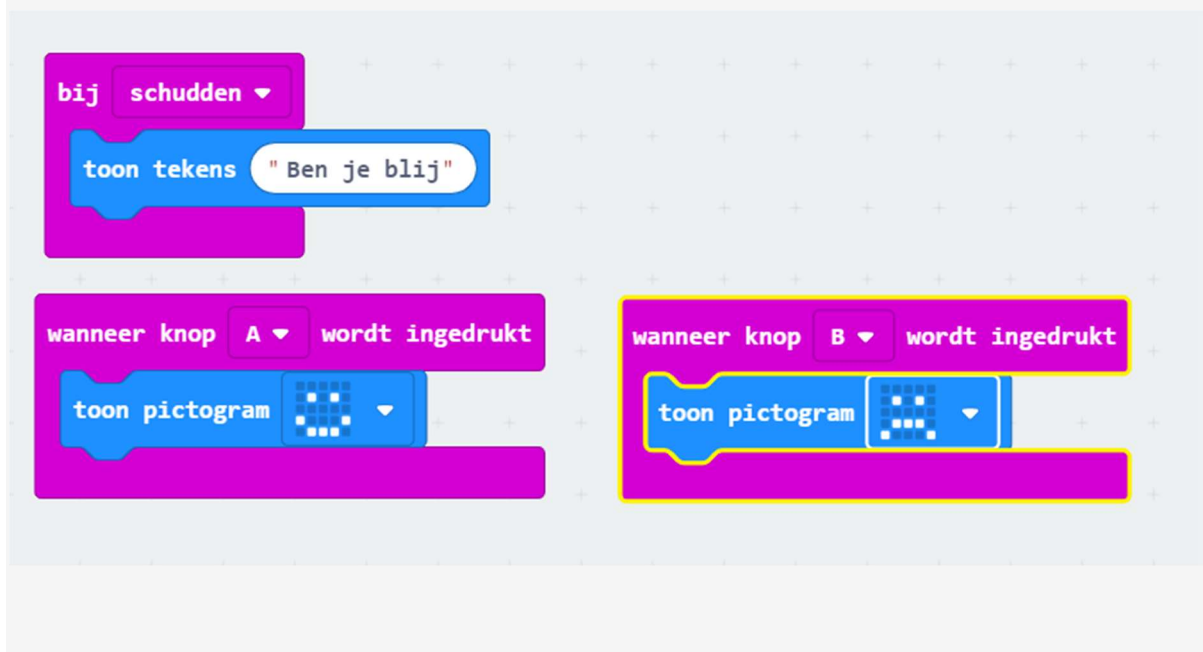 bij schudden
toon tekens "Ben je blij"
wanneer knop A wordt ingedrukt
toon pictogram
wanneer knop B wordt ingedrukt
toon pictogram